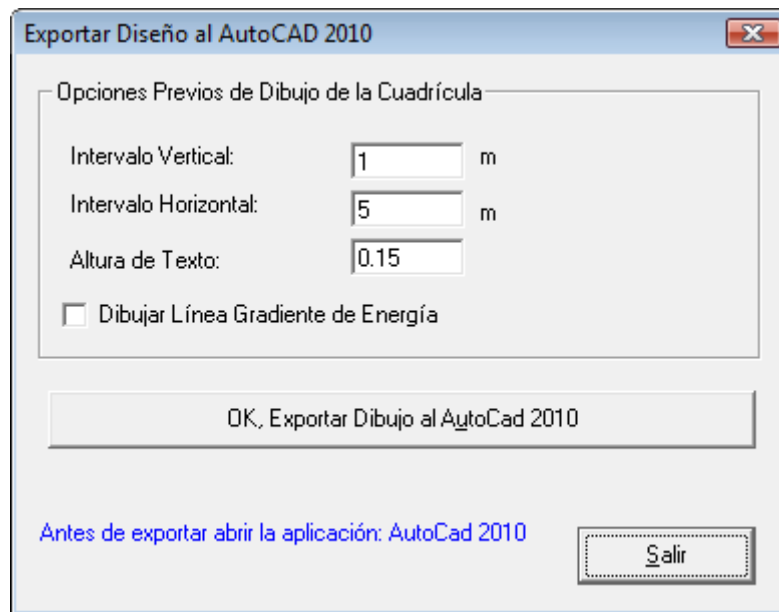 Exportar Diseño al AutoCAD 2010
Opciones Previos de Dibujo de la Cuadrícula
Intervalo Vertical: 1 m
Intervalo Horizontal: 5 m
Altura de Texto: 0.15
Dibujar Línea Gradiente de Energía
OK, Exportar Dibujo al AutoCad 2010
Antes de exportar abrir la aplicación: AutoCad 2010
Salir